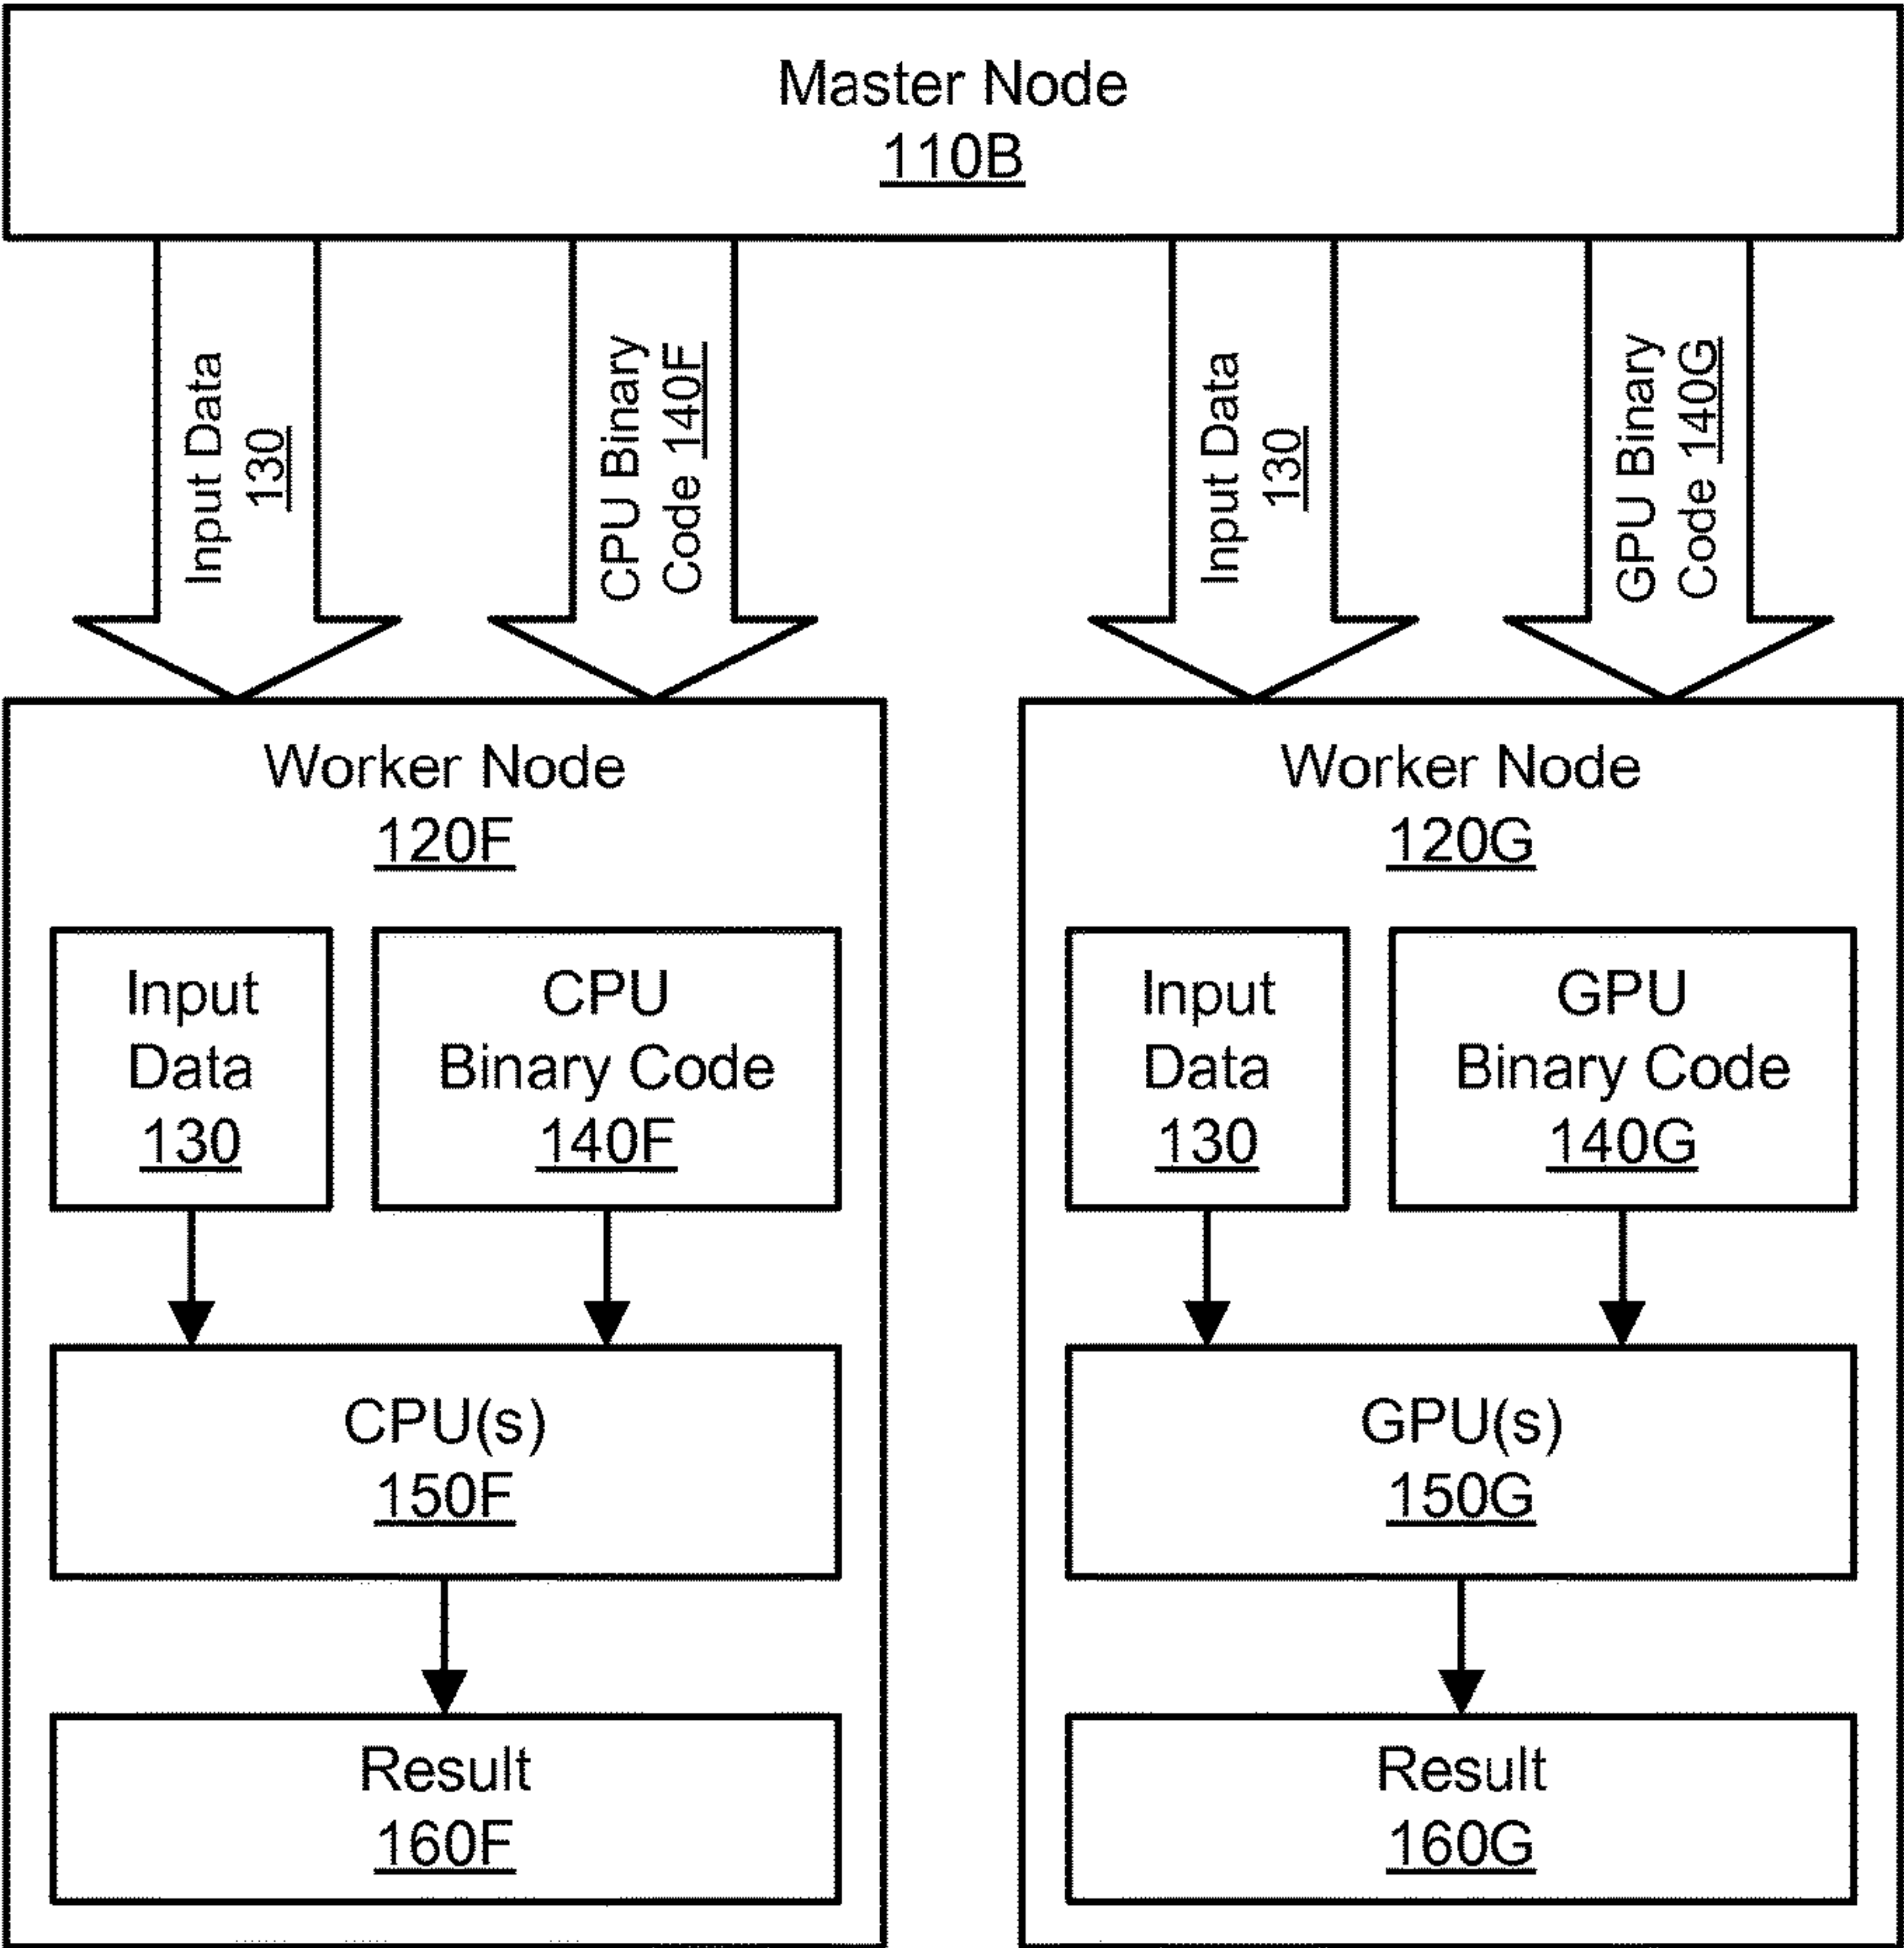 Master Node
110B
Input Data
130
CPU Binary
Code 140F
Input Data
130
GPU Binary
Code 140G
Worker Node
120F
Input
Data
130
CPU
Binary Code
140F
CPU(s)
150F
Result
160F
Worker Node
120G
Input
Data
130
GPU
Binary Code
140G
GPU(s)
150G
Result
160G